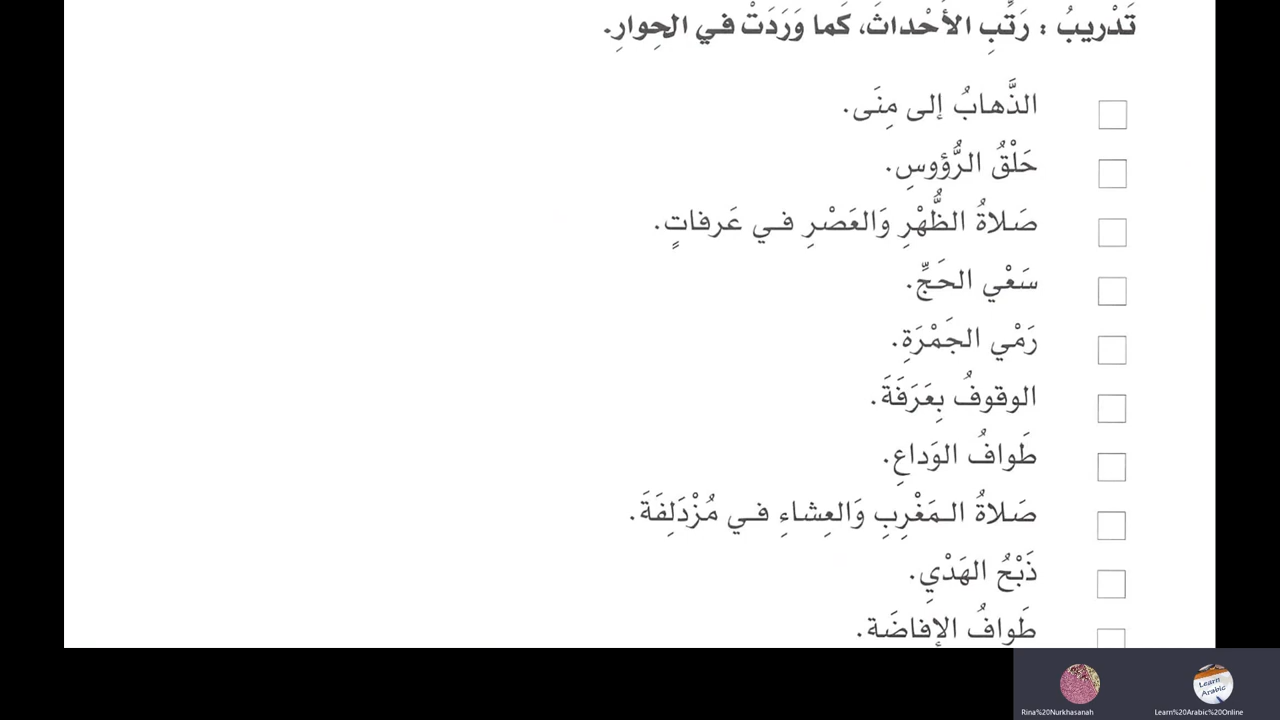 تَدْريبُ : رَتِّبِ الأَحْداثَ، كَما وَرَدَتْ في الحِوارِ.
الذَّهابُ إلى مِنَى.
حَلْقُ الرُّؤوسِ.
صَلاةُ الظُّهْرِ وَالعَصْرِ في عَرفاتٍ.
سَعْي الحَجِّ.
رَمْي الجَمْرَةِ.
الوقوفُ بِعَرَفَةَ.
طَوافُ الوَداعِ.
صَلاةُ المَغْرِبِ وَالعِشاءِ في مُزْدَلِفَةَ.
ذَبْحُ الهَدْيِ.
طَوافُ الإفاضَة.
Learn Arabic
Rina%20Nurkhasanah
Learn%20Arabic%20Online